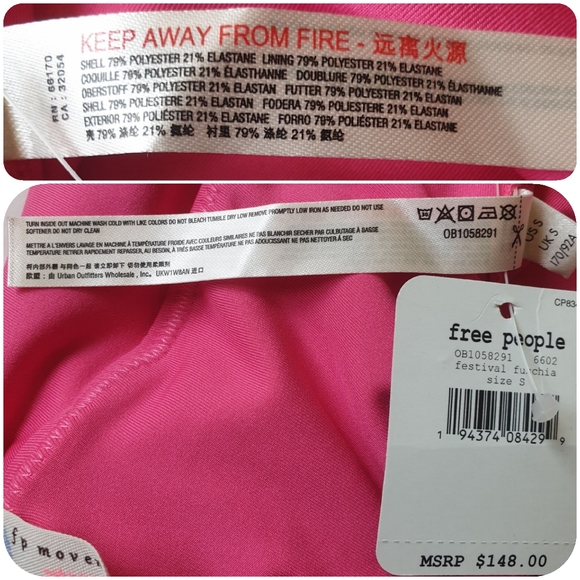 KEEP AWAY FROM FIRE - 远离火源
RN : 66170
CA : 32054
SHELL 79% POLYESTER 21% ELASTANE LINING 79% POLYESTER 21% ELASTANE
COQUILLE 79% POLYESTER 21% ÉLASTHANNE DOUBLURE 79% POLYESTER 21% ÉLASTHANNE
OBERSTOFF 79% POLYESTER 21% ELASTAN FUTTER 79% POLYESTER 21% ELASTAN
SHELL 79% POLIESTERE 21% ELASTAN FODERA 79% POLIESTERE 21% ELASTAN
EXTERIOR 79% POLIÉSTER 21% ELASTANO FORRO 79% POLIÉSTER 21% ELASTANO
壳 79% 涤纶 21% 氨纶 衬里 79% 涤纶 21% 氨纶
TURN INSIDE OUT MACHINE WASH COLD WITH LIKE COLORS DO NOT BLEACH TUMBLE DRY LOW REMOVE PROMPTLY LOW IRON AS NEEDED DO NOT USE
SOFTENER DO NOT DRY CLEAN
METTRE A L'ENVERS LAVAGE EN MACHINE À TEMPÉRATURE FROIDE AVEC COULEURS SIMILAIRES NE PAS BLANCHIR SECHER PAR CULBUTAGE À BASSE
TEMPERATURE RETIRER RAPIDEMENT REPASSER, AU BESOIN, À TRÈS BASSE TEMPÉRATURE NE PAS ADOUCISSANT NE PAS NETTOYER À SEC
欧盟 : 由 Urban Outfitters Wholesale , Inc. UKW1W8AN 进口
OB1058291
US S
UK S
170/92A
CP83
free people
OB1058291 6602
festival fuschia
size S
1 94374 08429 9
MSRP $148.00
fp move